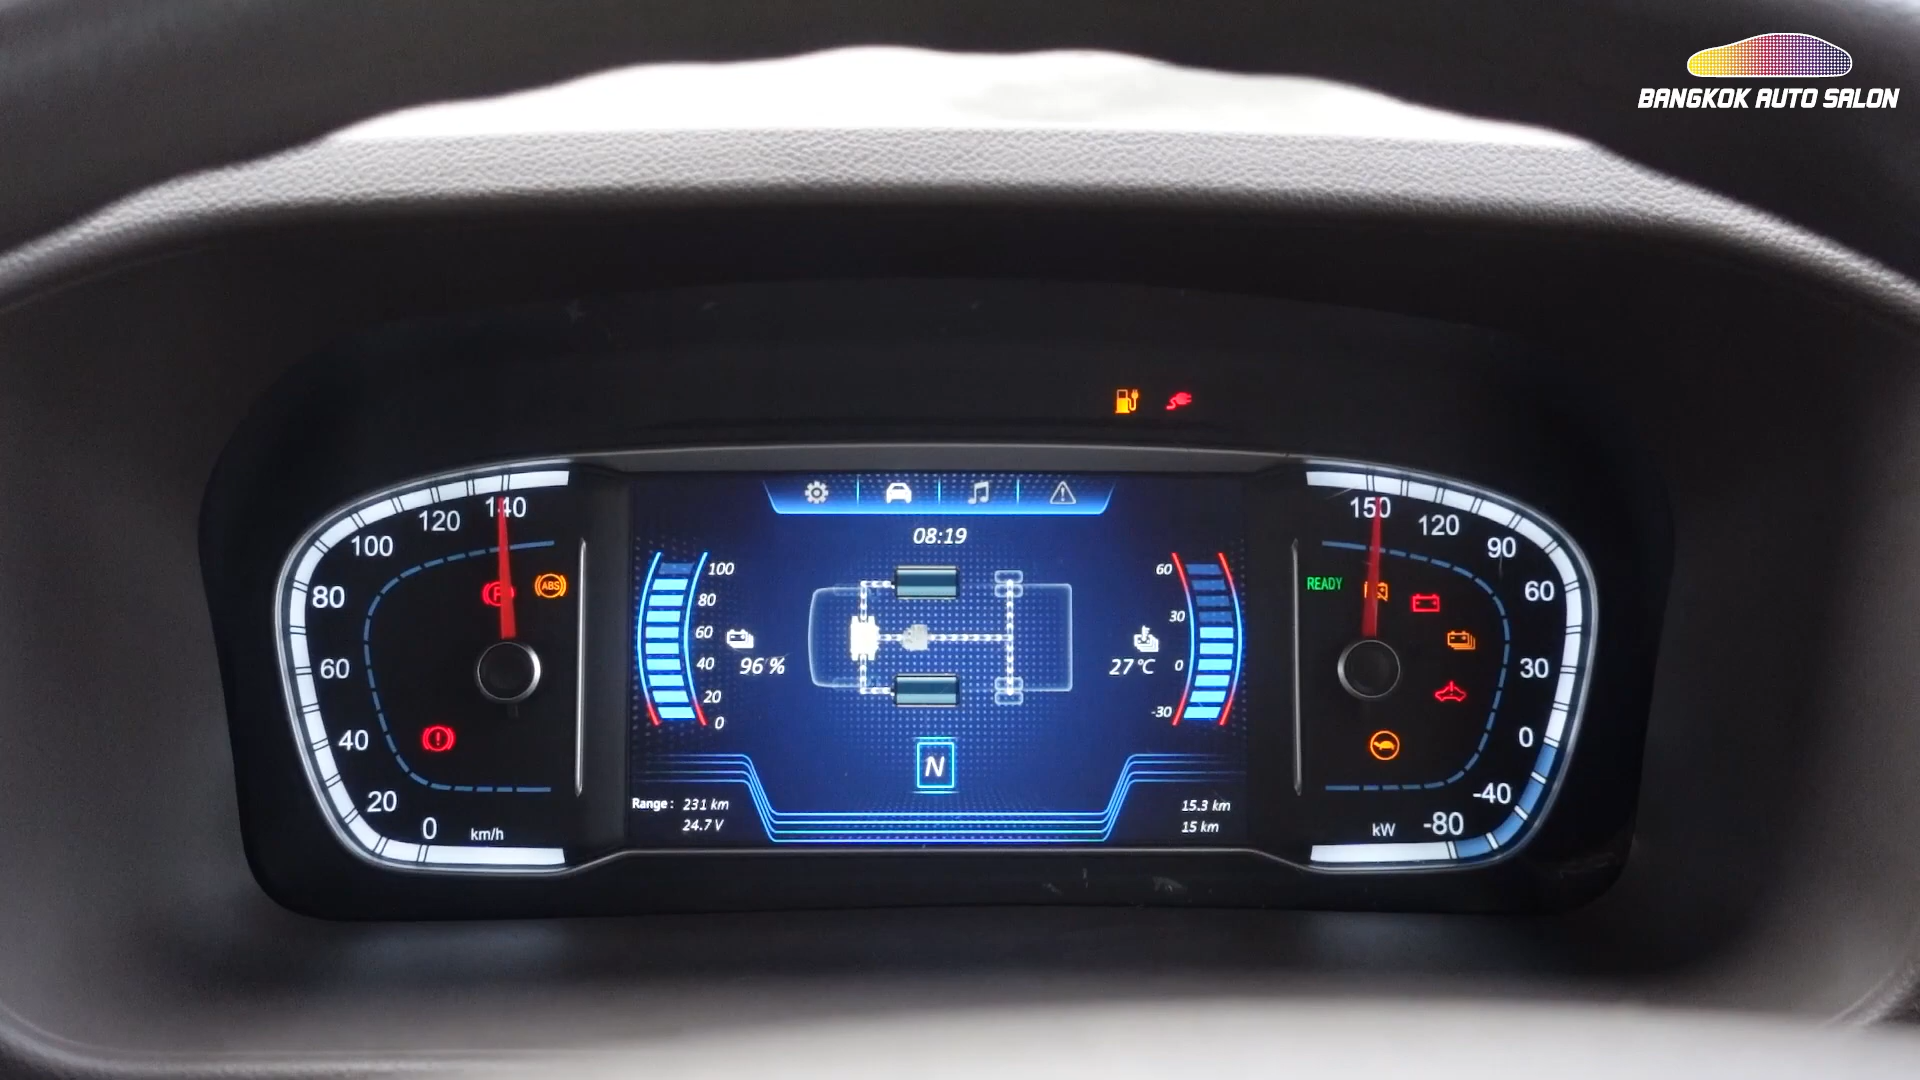 BANGKOK AUTO SALON
140
120
100
80
60
40
20
0
km/h
ABS
08:19
100
80
60
40
20
0
96 %
60
30
0
-30
27°C
N
Range: 231 km
24.7 V
15.3 km
15 km
READY
150
120
90
60
30
0
-40
-80
kW